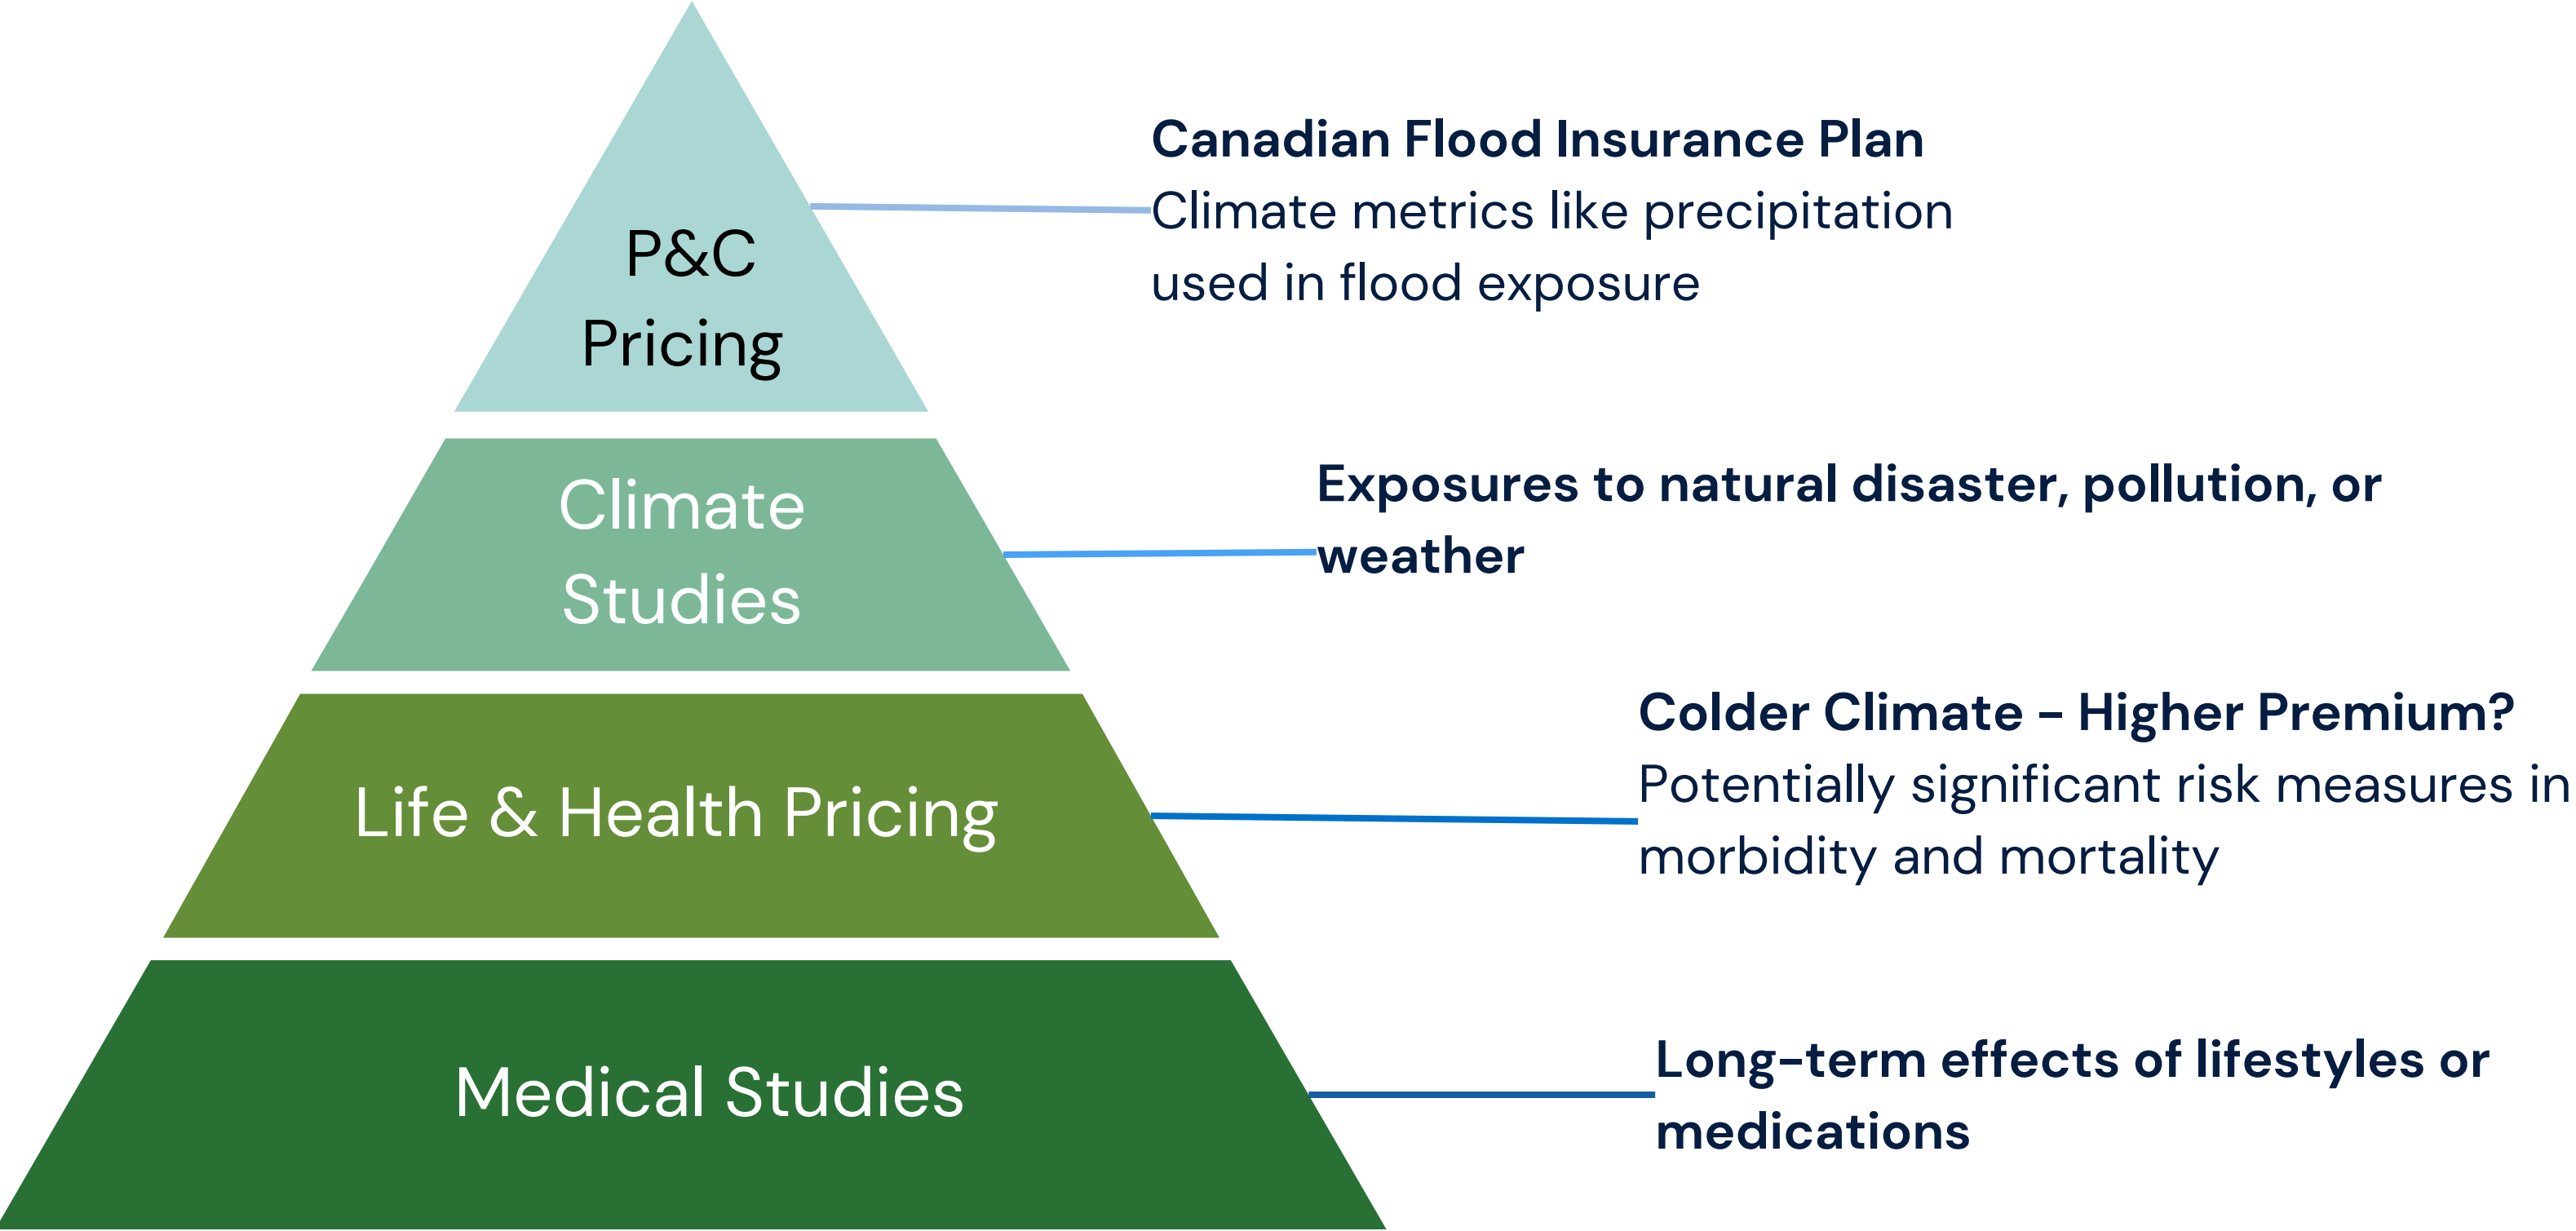 P&C
Pricing
Canadian Flood Insurance Plan
Climate metrics like precipitation
used in flood exposure
Climate
Studies
Exposures to natural disaster, pollution, or
weather
Life & Health Pricing
Colder Climate – Higher Premium?
Potentially significant risk measures in
morbidity and mortality
Medical Studies
Long-term effects of lifestyles or
medications